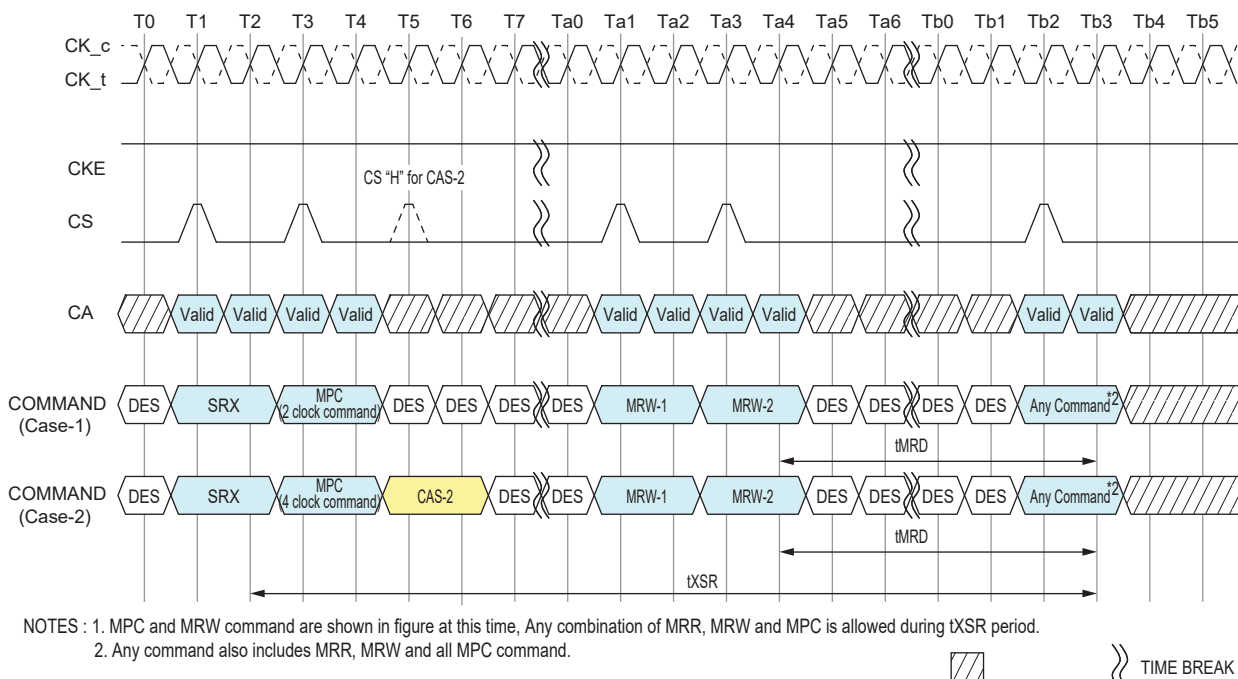 T0 T1 T2 T3 T4 T5 T6 T7 Ta0 Ta1 Ta2 Ta3 Ta4 Ta5 Ta6 Tb0 Tb1 Tb2 Tb3 Tb4 Tb5
CK_c
CK_t
CKE
CS "H" for CAS-2
CS
CA Valid Valid Valid Valid Valid Valid Valid Valid Valid Valid
COMMAND (Case-1) DES SRX MPC (2 clock command) DES DES DES DES MRW-1 MRW-2 DES DES DES DES Any Command*2
tMRD
COMMAND (Case-2) DES SRX MPC (4 clock command) CAS-2 DES DES MRW-1 MRW-2 DES DES DES DES Any Command*2
tMRD
tXSR
NOTES : 1. MPC and MRW command are shown in figure at this time, Any combination of MRR, MRW and MPC is allowed during tXSR period.
2. Any command also includes MRR, MRW and all MPC command.
TIME BREAK